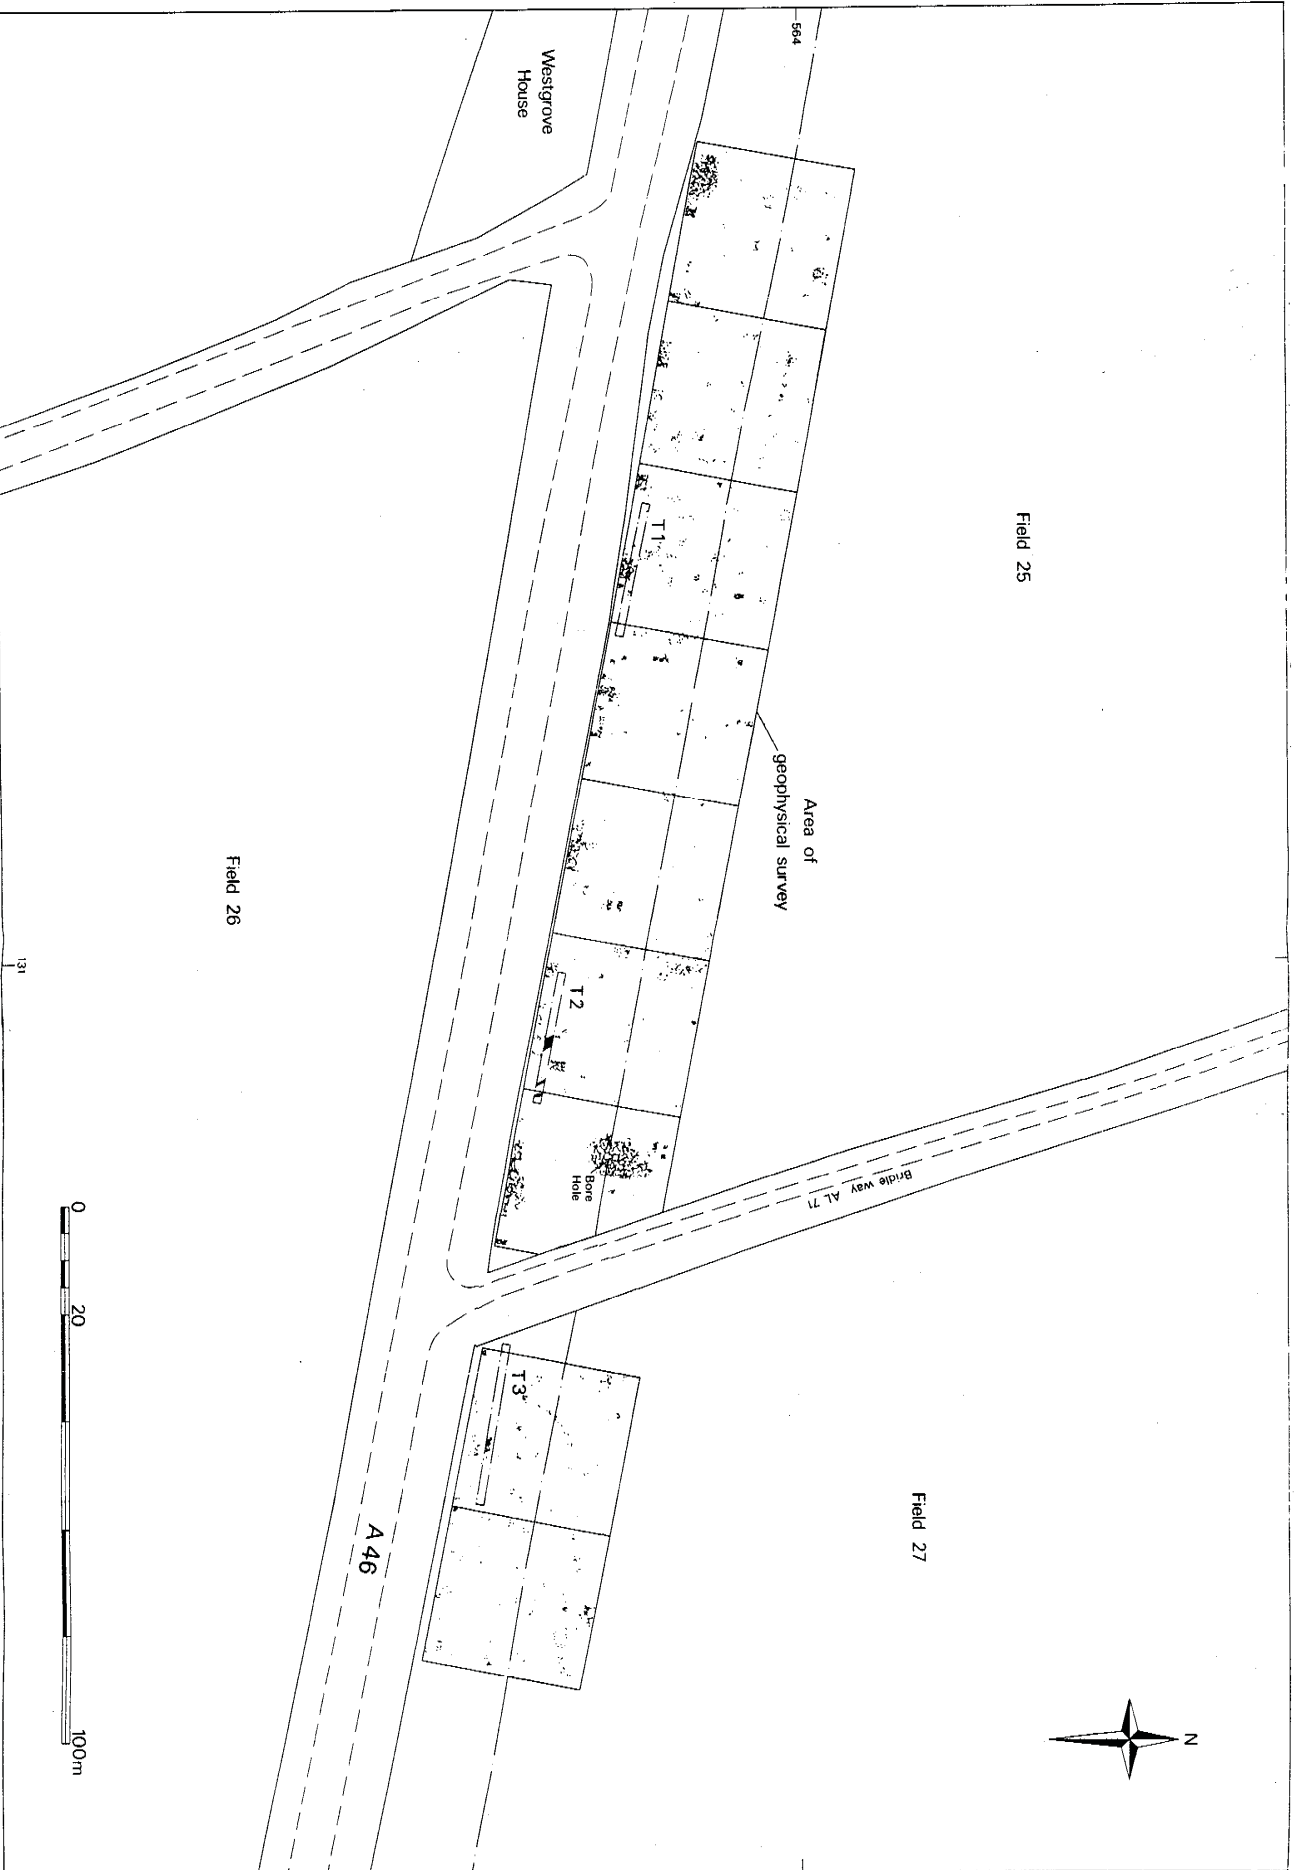 Westgrove
House
564
Field 25
T1
Area of
geophysical survey
Field 26
131
T2
Bore
Hole
Bridle way AL 71
T3
Field 27
A 46
0
20
100m
N